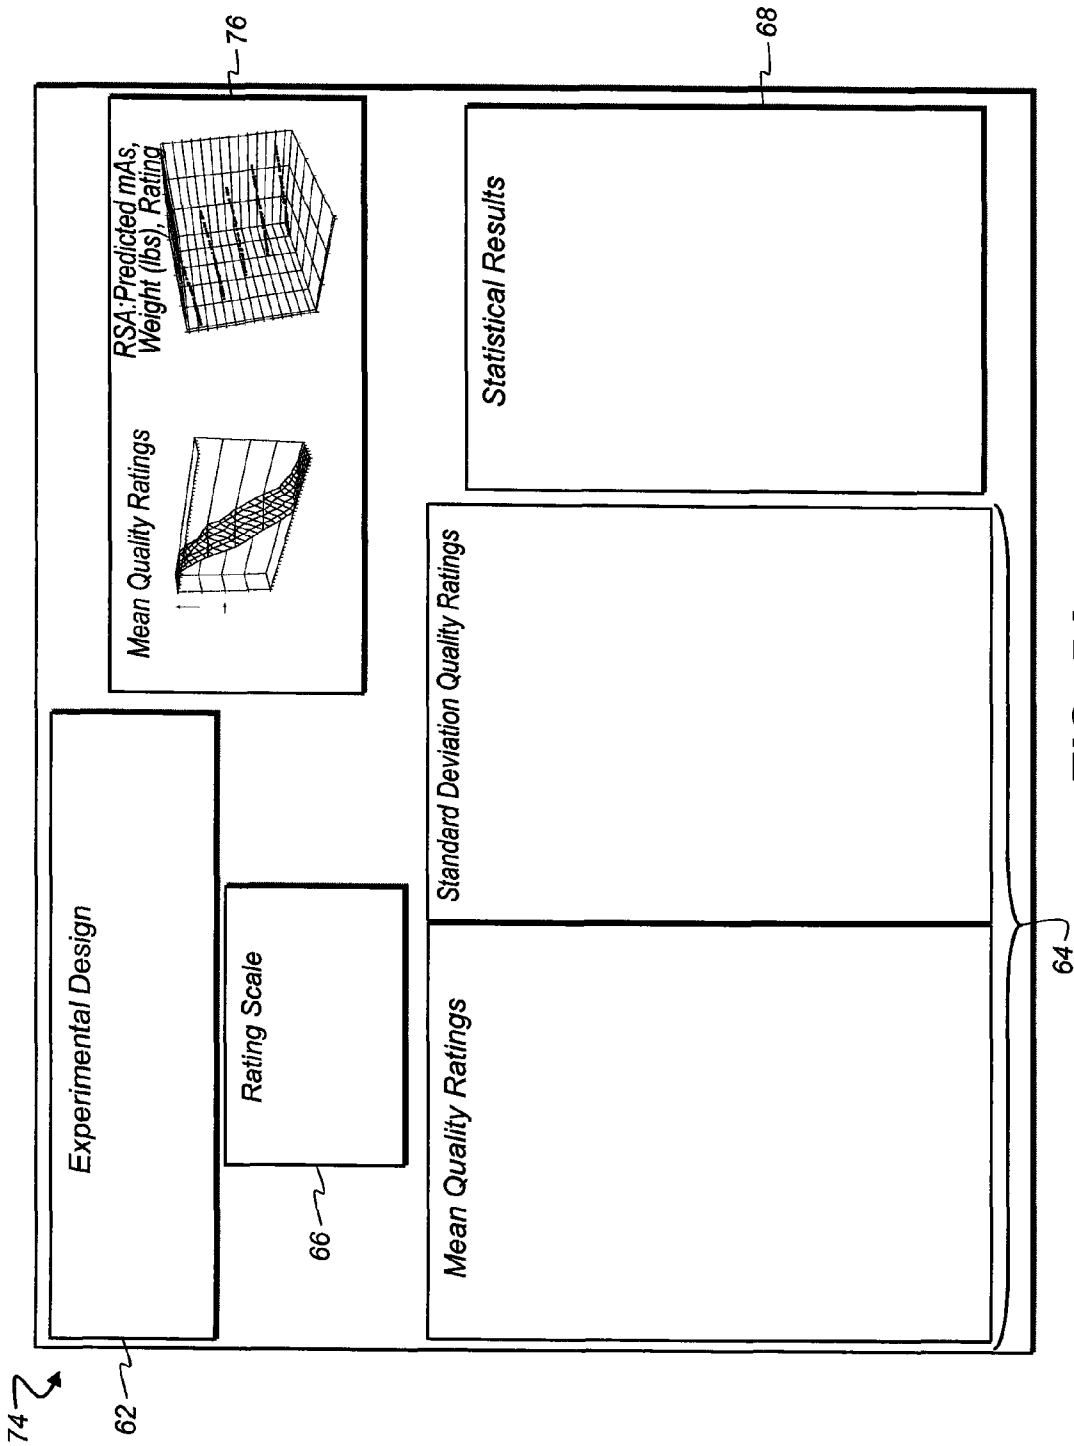 74
62
Experimental Design
Mean Quality Ratings
RSA:Predicted mAs,
Weight (lbs), Rating
76
66
Rating Scale
Mean Quality Ratings
Standard Deviation Quality Ratings
Statistical Results
68
64